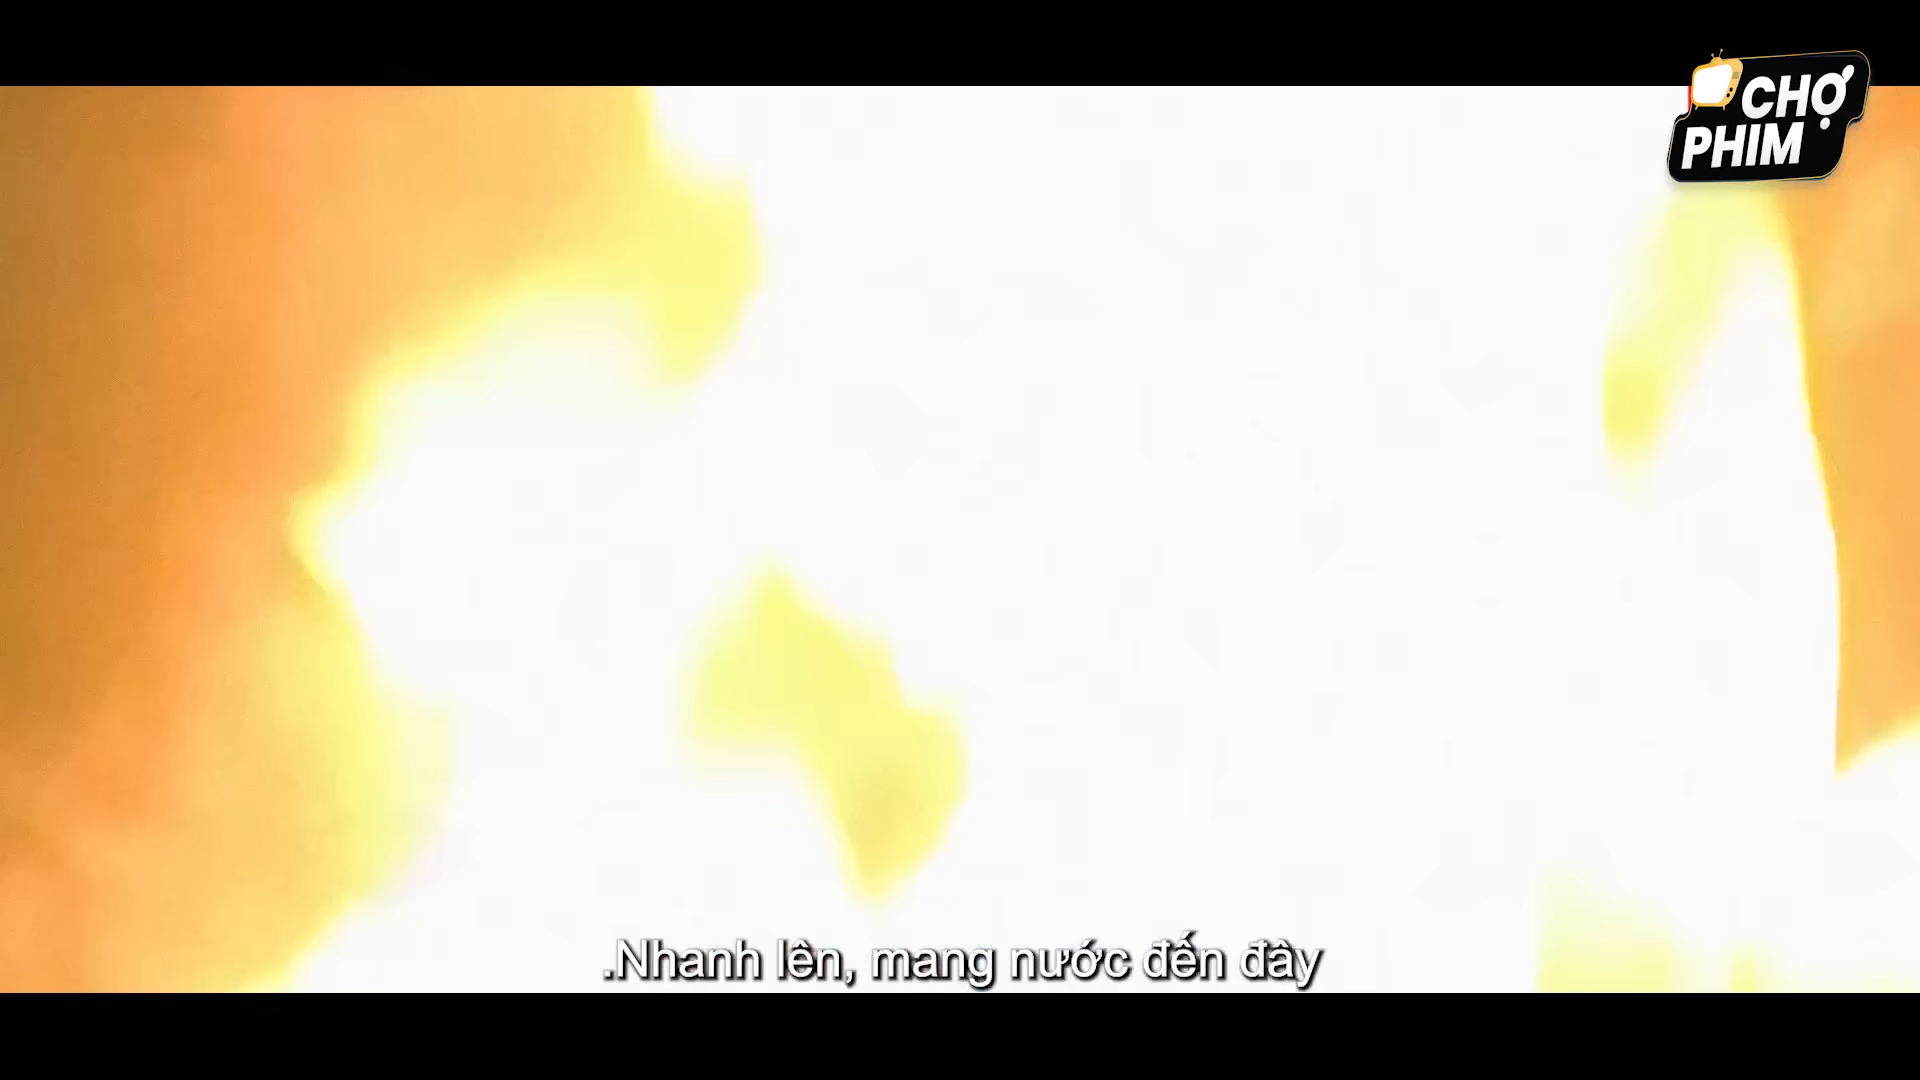 CHỢ
PHIM
.Nhanh lên, mang nước đến đây